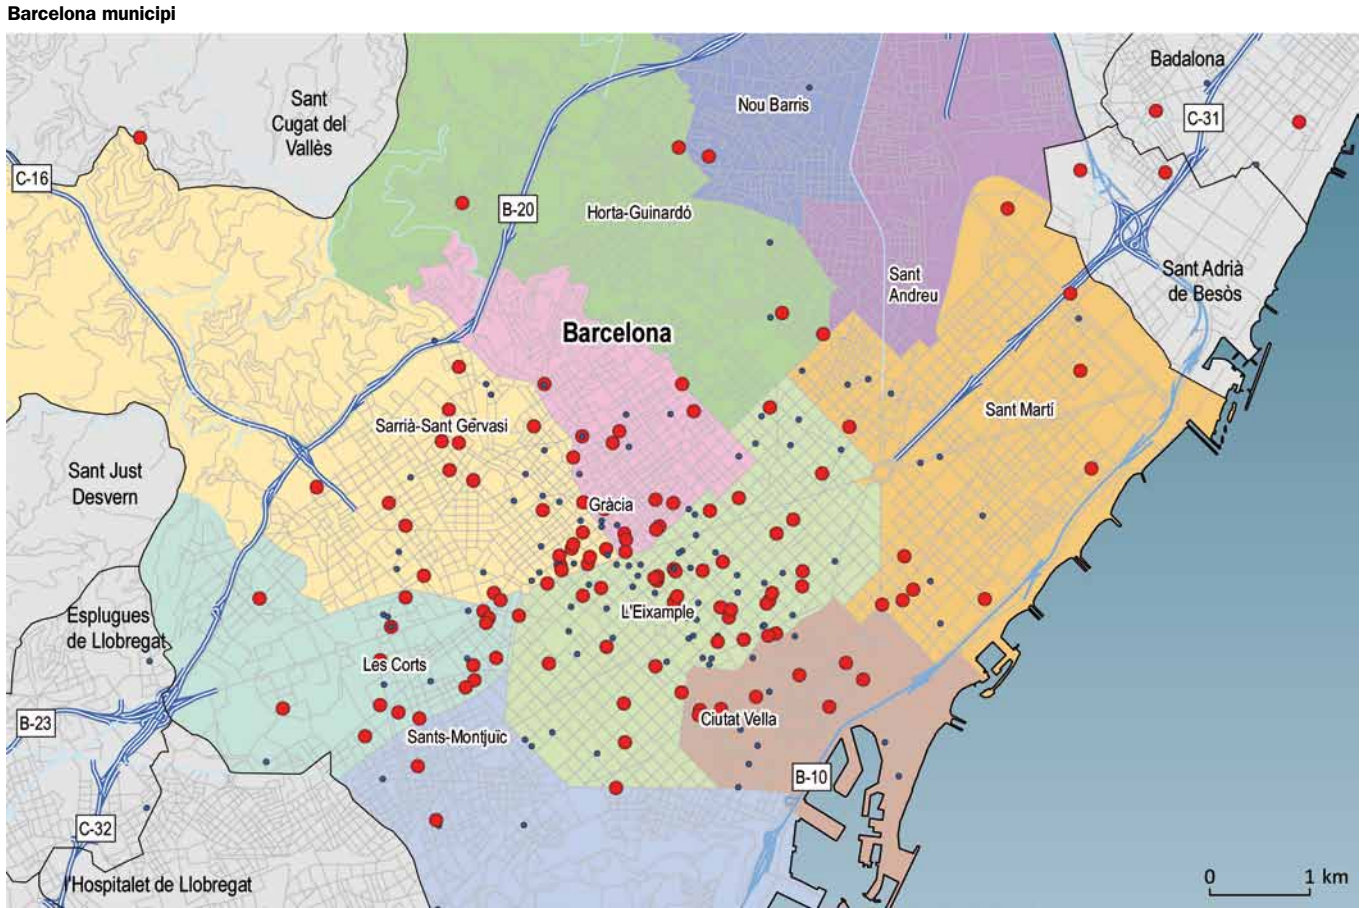 Barcelona municipi
Badalona
Sant
Cugat del
Vallès
Nou Barris
C-31
C-16
B-20
Horta-Guinardó
Sant
Andreu
Sant Adrià
de Besòs
Barcelona
Sant Martí
Sarrià-Sant Gervasi
Sant Just
Desvern
Gràcia
Esplugues
de Llobregat
L'Eixample
Les Corts
B-23
Ciutat Vella
Sants-Montjuïc
B-10
C-32
l'Hospitalet de Llobregat
0 1 km